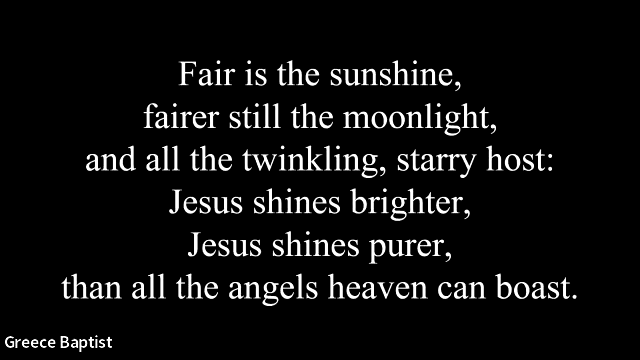 Fair is the sunshine,
fairer still the moonlight,
and all the twinkling, starry host:
Jesus shines brighter,
Jesus shines purer,
than all the angels heaven can boast.
Greece Baptist